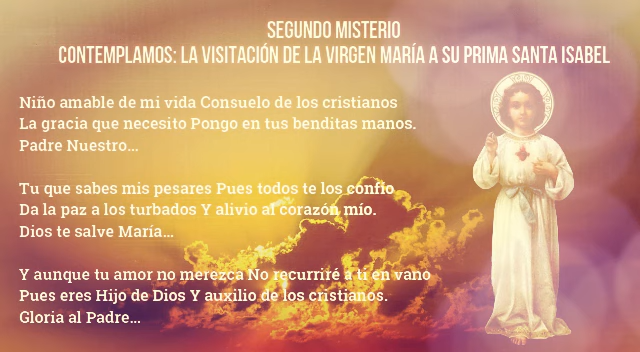 SEGUNDO MISTERIO
CONTEMPLAMOS: LA VISITACIÓN DE LA VIRGEN MARÍA A SU PRIMA SANTA ISABEL
Niño amable de mi vida Consuelo de los cristianos
La gracia que necesito Pongo en tus benditas manos.
Padre Nuestro...
Tu que sabes mis pesares Pues todos te los confio
Da la paz a los turbados Y alivio al corazón mío.
Dios te salve María...
Y aunque tu amor no merezca No recurriré a ti en vano
Pues eres Hijo de Dios Y auxilio de los cristianos.
Gloria al Padre...